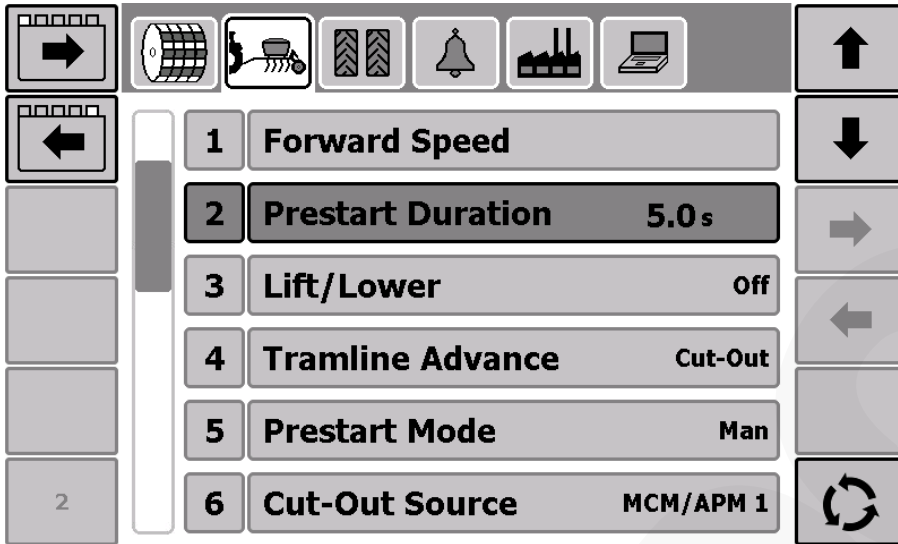 1 Forward Speed
2 Prestart Duration 5.0 s
3 Lift/Lower Off
4 Tramline Advance Cut-Out
5 Prestart Mode Man
2
6 Cut-Out Source MCM/APM 1